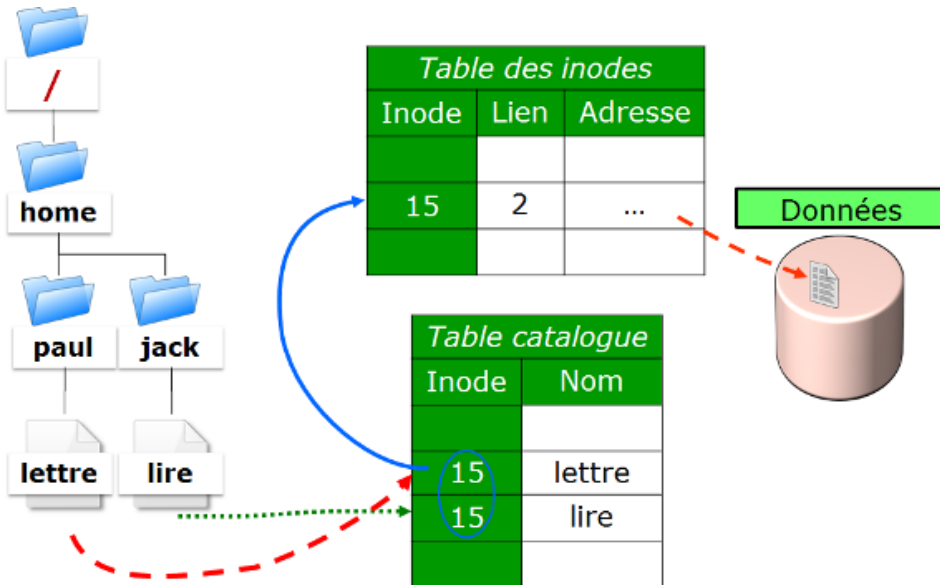 /
home
paul jack
lettre lire
Table des inodes
Inode Lien Adresse
15 2 ...
Données
Table catalogue
Inode Nom
15 lettre
15 lire